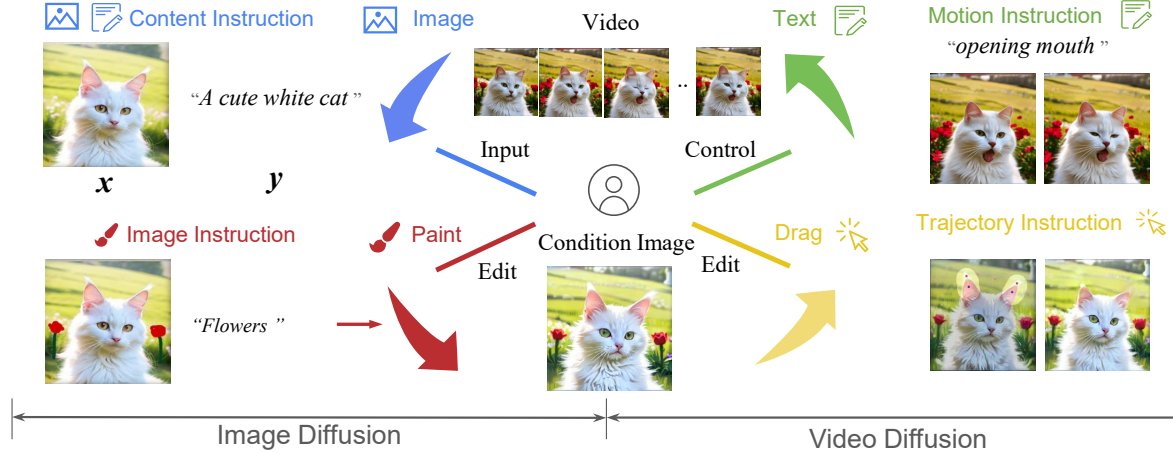 Content Instruction
Image
Video
Text
Motion Instruction
“opening mouth ”
“A cute white cat ”
..
x
y
Input
Control
Image Instruction
Paint
Condition Image
Drag
Trajectory Instruction
Edit
Edit
“Flowers ”
Image Diffusion
Video Diffusion